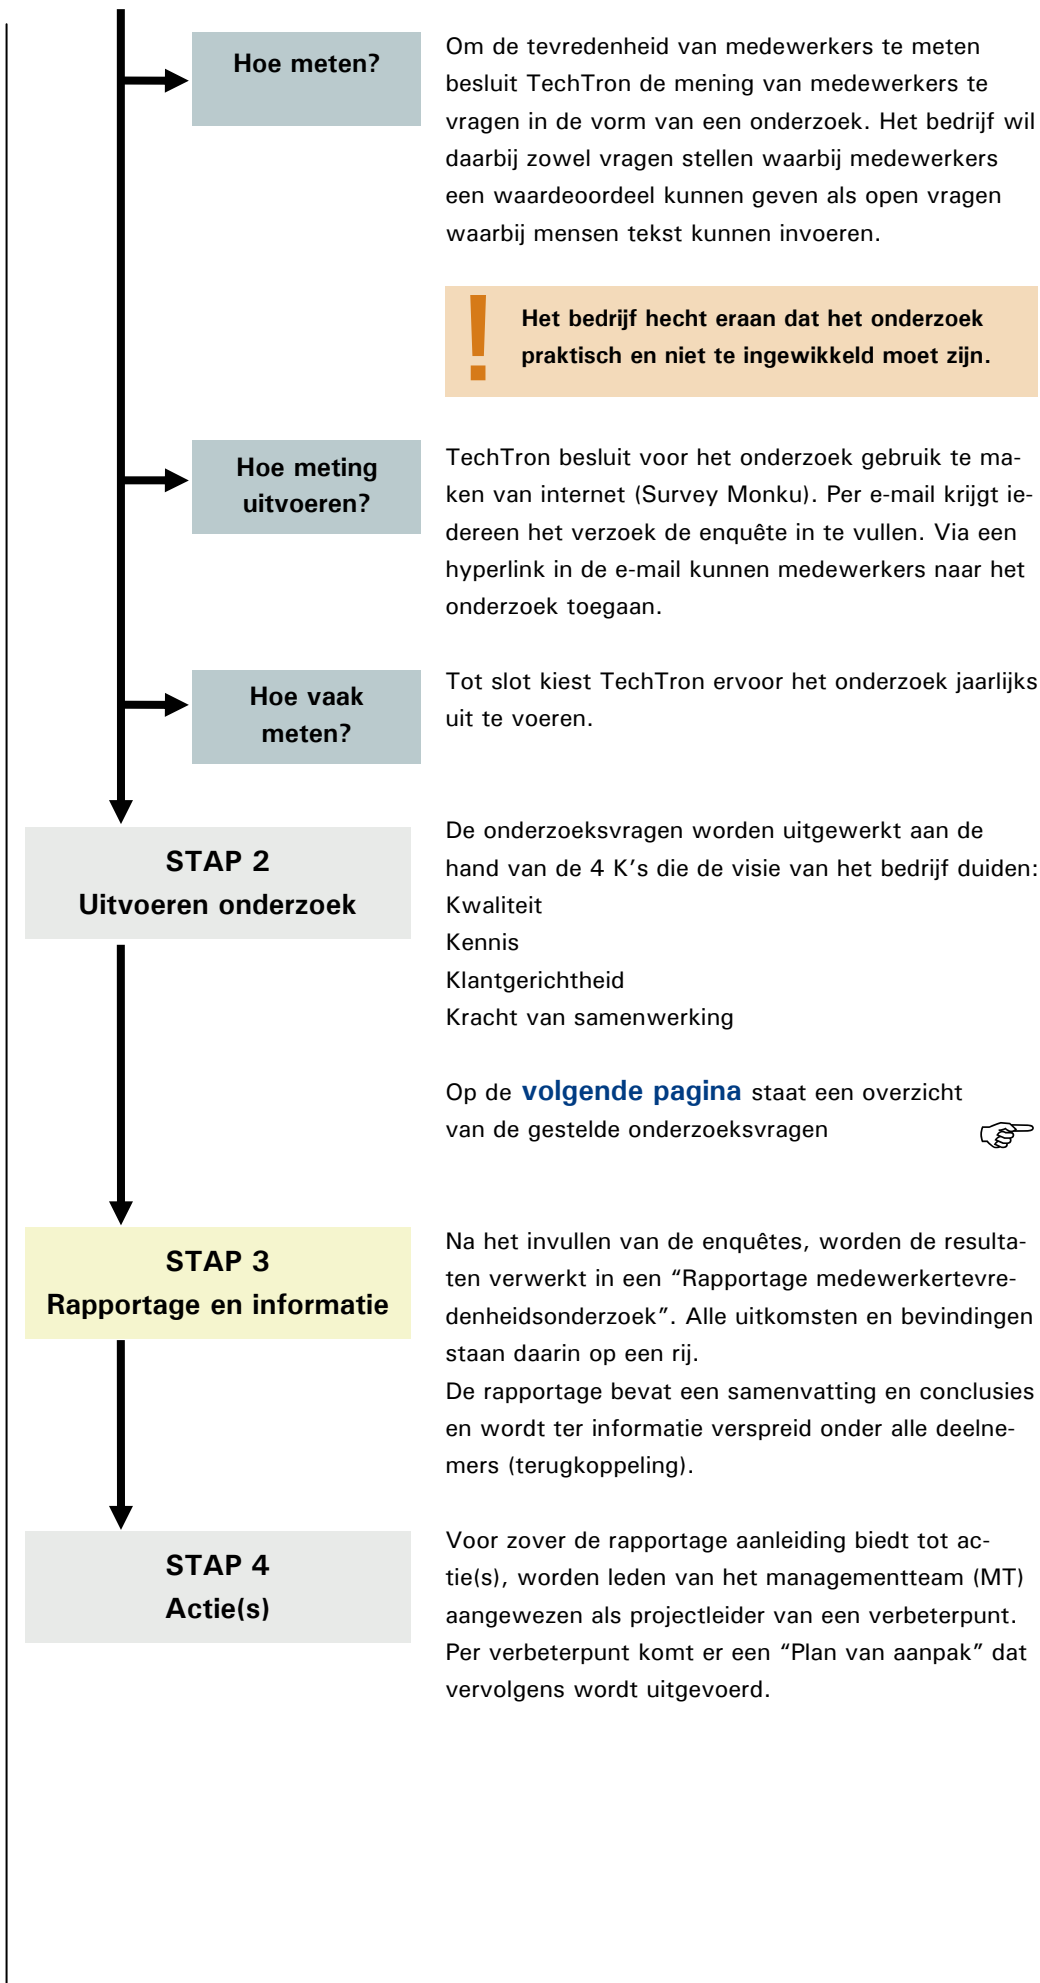 Hoe meten?
Om de tevredenheid van medewerkers te meten
besluit TechTron de mening van medewerkers te
vragen in de vorm van een onderzoek. Het bedrijf wil
daarbij zowel vragen stellen waarbij medewerkers
een waardeoordeel kunnen geven als open vragen
waarbij mensen tekst kunnen invoeren.
!
Het bedrijf hecht eraan dat het onderzoek
praktisch en niet te ingewikkeld moet zijn.
Hoe meting
uitvoeren?
TechTron besluit voor het onderzoek gebruik te ma-
ken van internet (Survey Monku). Per e-mail krijgt ie-
dereen het verzoek de enquête in te vullen. Via een
hyperlink in de e-mail kunnen medewerkers naar het
onderzoek toegaan.
Hoe vaak
meten?
Tot slot kiest TechTron ervoor het onderzoek jaarlijks
uit te voeren.
STAP 2
Uitvoeren onderzoek
De onderzoeksvragen worden uitgewerkt aan de
hand van de 4 K’s die de visie van het bedrijf duiden:
Kwaliteit
Kennis
Klantgerichtheid
Kracht van samenwerking
Op de volgende pagina staat een overzicht
van de gestelde onderzoeksvragen
STAP 3
Rapportage en informatie
Na het invullen van de enquêtes, worden de resulta-
ten verwerkt in een “Rapportage medewerkertevre-
denheidsonderzoek”. Alle uitkomsten en bevindingen
staan daarin op een rij.
De rapportage bevat een samenvatting en conclusies
en wordt ter informatie verspreid onder alle deelne-
mers (terugkoppeling).
STAP 4
Actie(s)
Voor zover de rapportage aanleiding biedt tot ac-
tie(s), worden leden van het managementteam (MT)
aangewezen als projectleider van een verbeterpunt.
Per verbeterpunt komt er een “Plan van aanpak” dat
vervolgens wordt uitgevoerd.